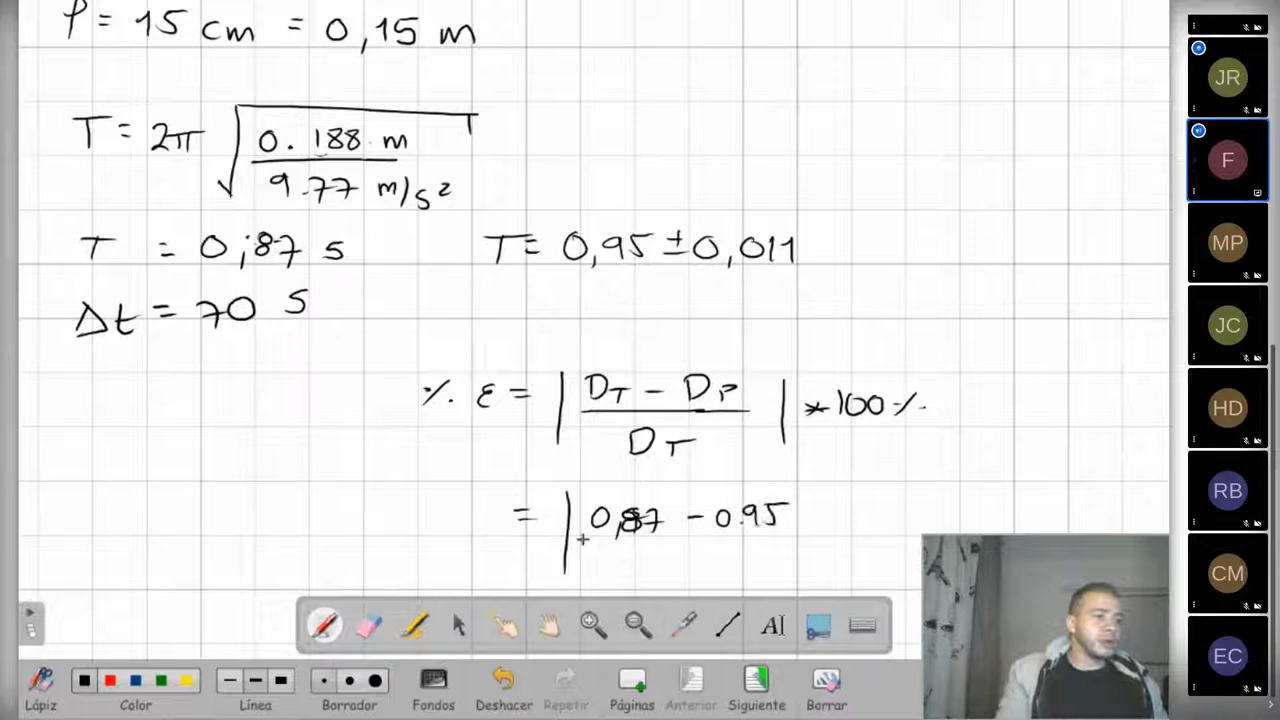 P = 15 cm = 0,15 m
T = 2π √ 0.188 m / 9.77 m/s²
T = 0,87 s T = 0,95 ± 0,011
Δt = 70 s
% ε = | DT - DP / DT | * 100 %
= | 0,87 - 0.95
JR
F
MP
JC
HD
RB
CM
EC
Lápiz
Color
Línea
Borrador
Fondos
Deshacer
Repetir
Páginas
Anterior
Siguiente
Borrar